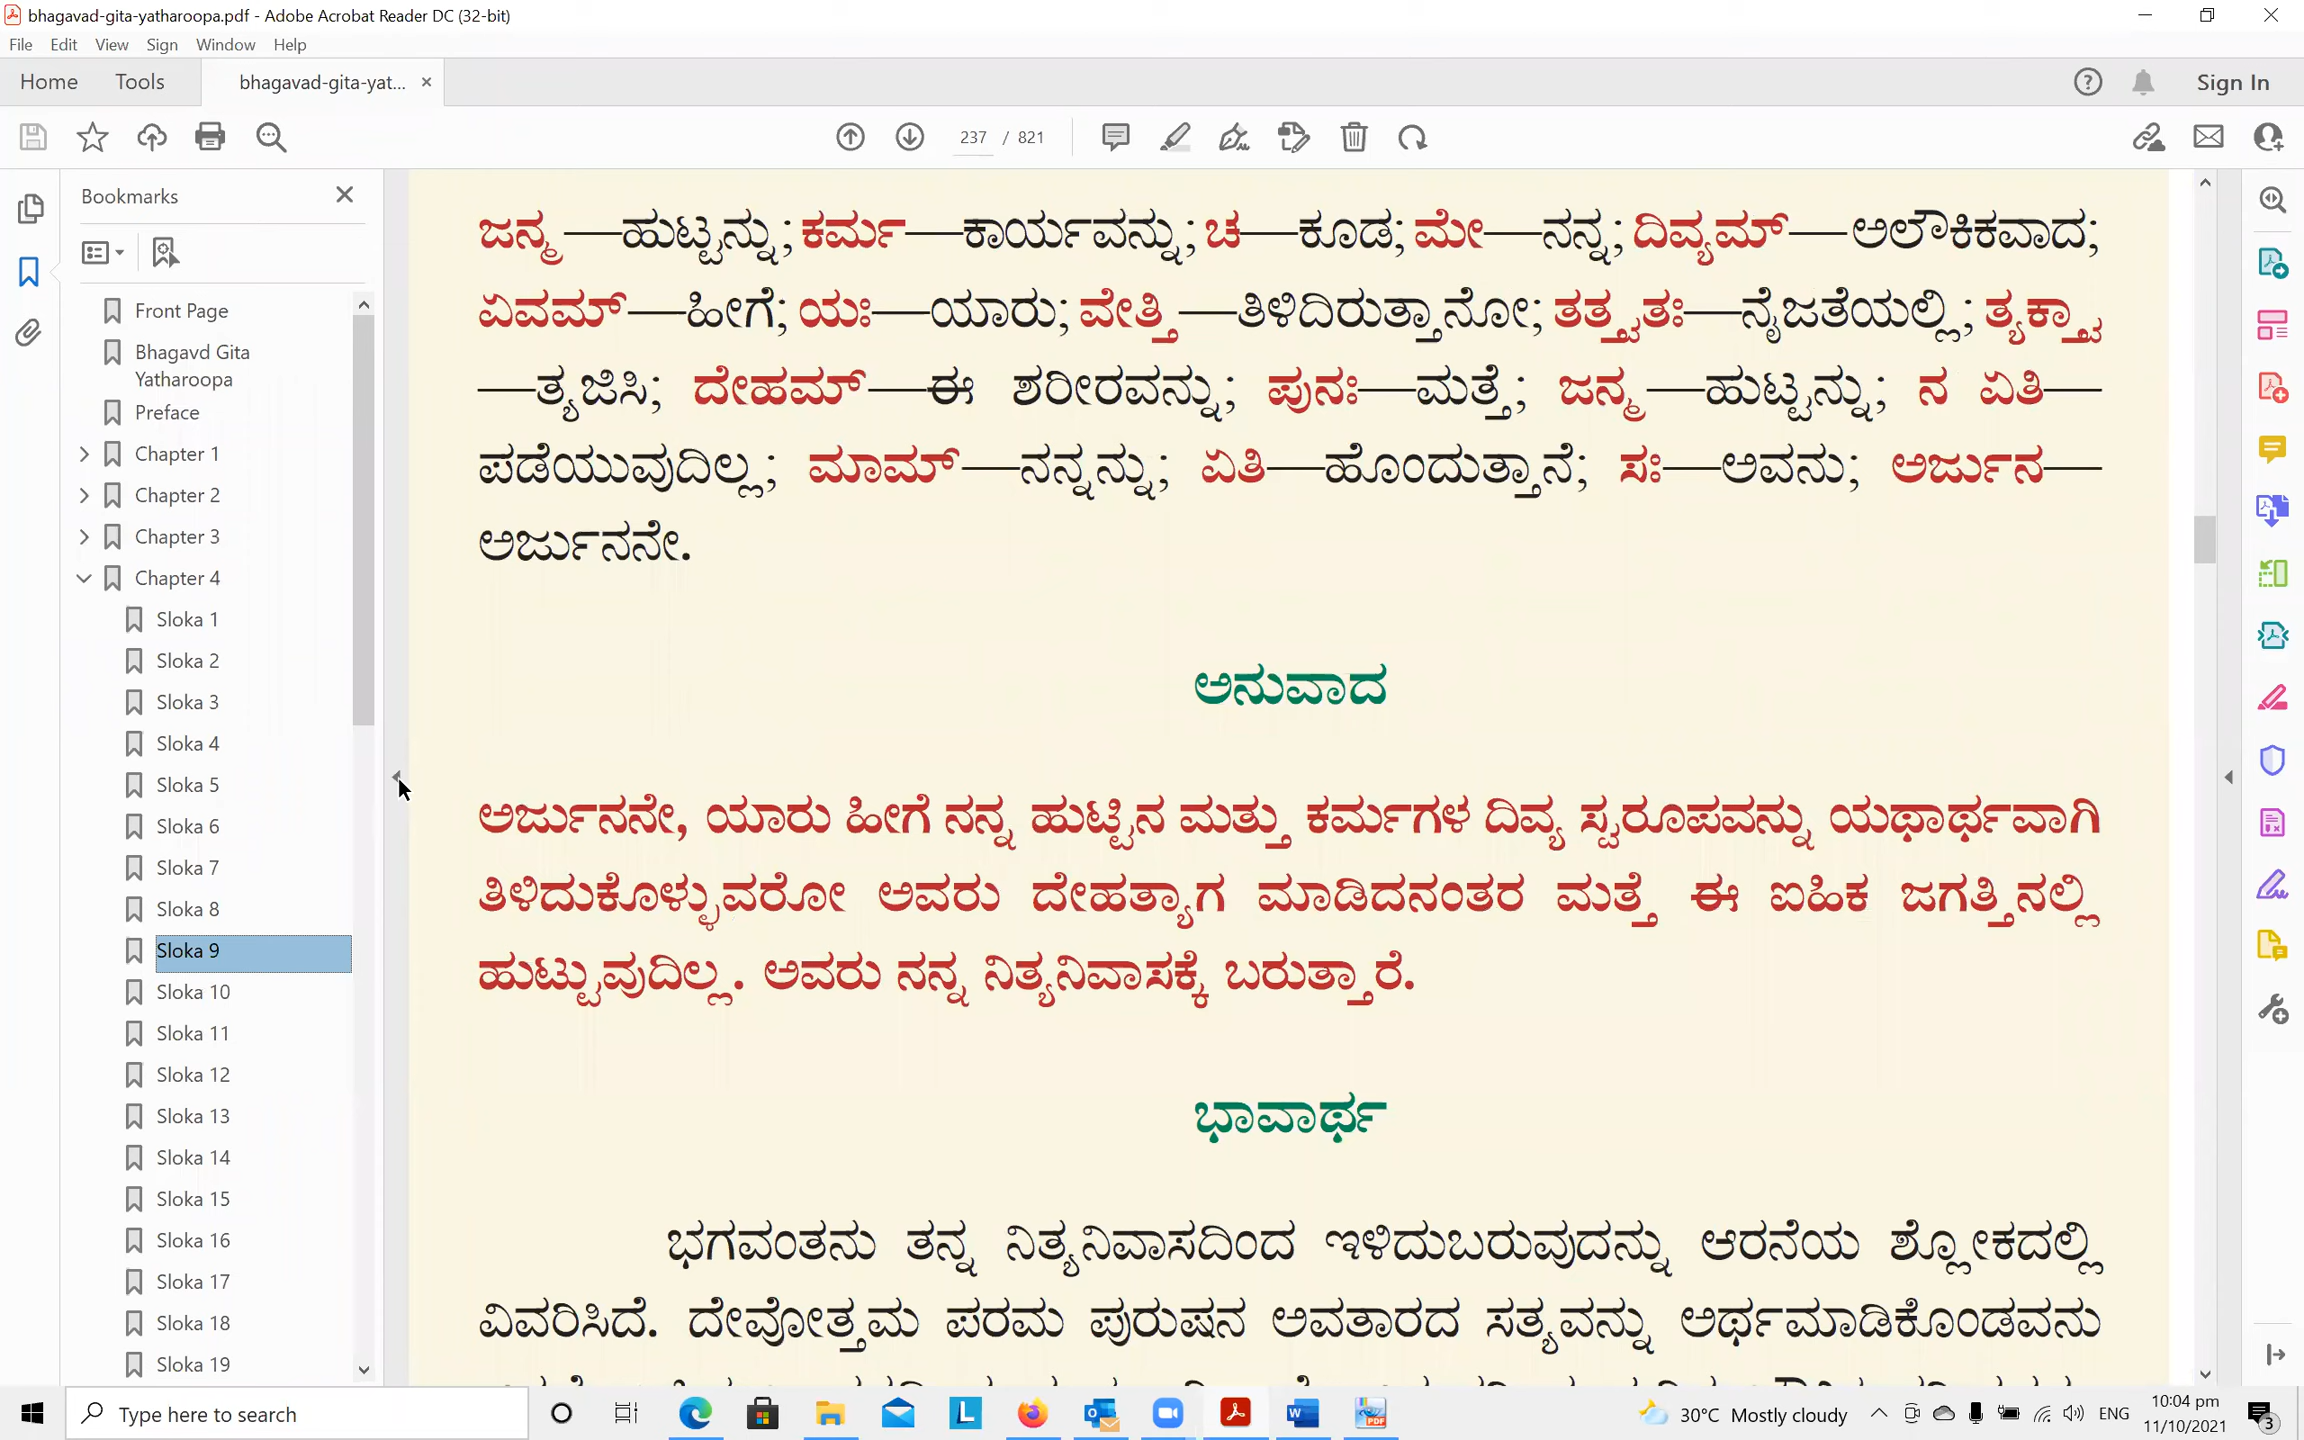 bhagavad-gita-yatharoopa.pdf - Adobe Acrobat Reader DC (32-bit)
File Edit View Sign Window Help
Home Tools bhagavad-gita-yat... Sign In
237 / 821
Bookmarks
Front Page
Bhagavd Gita
Yatharoopa
Preface
Chapter 1
Chapter 2
Chapter 3
Chapter 4
Sloka 1
Sloka 2
Sloka 3
Sloka 4
Sloka 5
Sloka 6
Sloka 7
Sloka 8
Sloka 9
Sloka 10
Sloka 11
Sloka 12
Sloka 13
Sloka 14
Sloka 15
Sloka 16
Sloka 17
Sloka 18
Sloka 19
ಜನ್ಮ—ಹುಟ್ಟನ್ನು; ಕರ್ಮ—ಕಾರ್ಯವನ್ನು; ಚ—ಕೂಡ; ಮೇ—ನನ್ನ; ದಿವ್ಯಮ್—ಅಲೌಕಿಕವಾದ;
ಏವಮ್—ಹೀಗೆ; ಯಃ—ಯಾರು; ವೇತ್ತಿ—ತಿಳಿದಿರುತ್ತಾನೋ; ತತ್ತ್ವತಃ—ನೈಜತೆಯಲ್ಲಿ; ತ್ಯಕ್ತ್ವಾ
—ತ್ಯಜಿಸಿ; ದೇಹಮ್—ಈ ಶರೀರವನ್ನು; ಪುನಃ—ಮತ್ತೆ; ಜನ್ಮ—ಹುಟ್ಟನ್ನು; ನ ಏತಿ—
ಪಡೆಯುವುದಿಲ್ಲ; ಮಾಮ್—ನನ್ನನ್ನು; ಏತಿ—ಹೊಂದುತ್ತಾನೆ; ಸಃ—ಅವನು; ಅರ್ಜುನ—
ಅರ್ಜುನನೇ.
ಅನುವಾದ
ಅರ್ಜುನನೇ, ಯಾರು ಹೀಗೆ ನನ್ನ ಹುಟ್ಟಿನ ಮತ್ತು ಕರ್ಮಗಳ ದಿವ್ಯ ಸ್ವರೂಪವನ್ನು ಯಥಾರ್ಥವಾಗಿ
ತಿಳಿದುಕೊಳ್ಳುವರೋ ಅವರು ದೇಹತ್ಯಾಗ ಮಾಡಿದನಂತರ ಮತ್ತೆ ಈ ಐಹಿಕ ಜಗತ್ತಿನಲ್ಲಿ
ಹುಟ್ಟುವುದಿಲ್ಲ. ಅವರು ನನ್ನ ನಿತ್ಯನಿವಾಸಕ್ಕೆ ಬರುತ್ತಾರೆ.
ಭಾವಾರ್ಥ
ಭಗವಂತನು ತನ್ನ ನಿತ್ಯನಿವಾಸದಿಂದ ಇಳಿದುಬರುವುದನ್ನು ಆರನೆಯ ಶ್ಲೋಕದಲ್ಲಿ
ವಿವರಿಸಿದೆ. ದೇವೋತ್ತಮ ಪರಮ ಪುರುಷನ ಅವತಾರದ ಸತ್ಯವನ್ನು ಅರ್ಥಮಾಡಿಕೊಂಡವನು
Type here to search
30°C Mostly cloudy
ENG
10:04 pm
11/10/2021
3